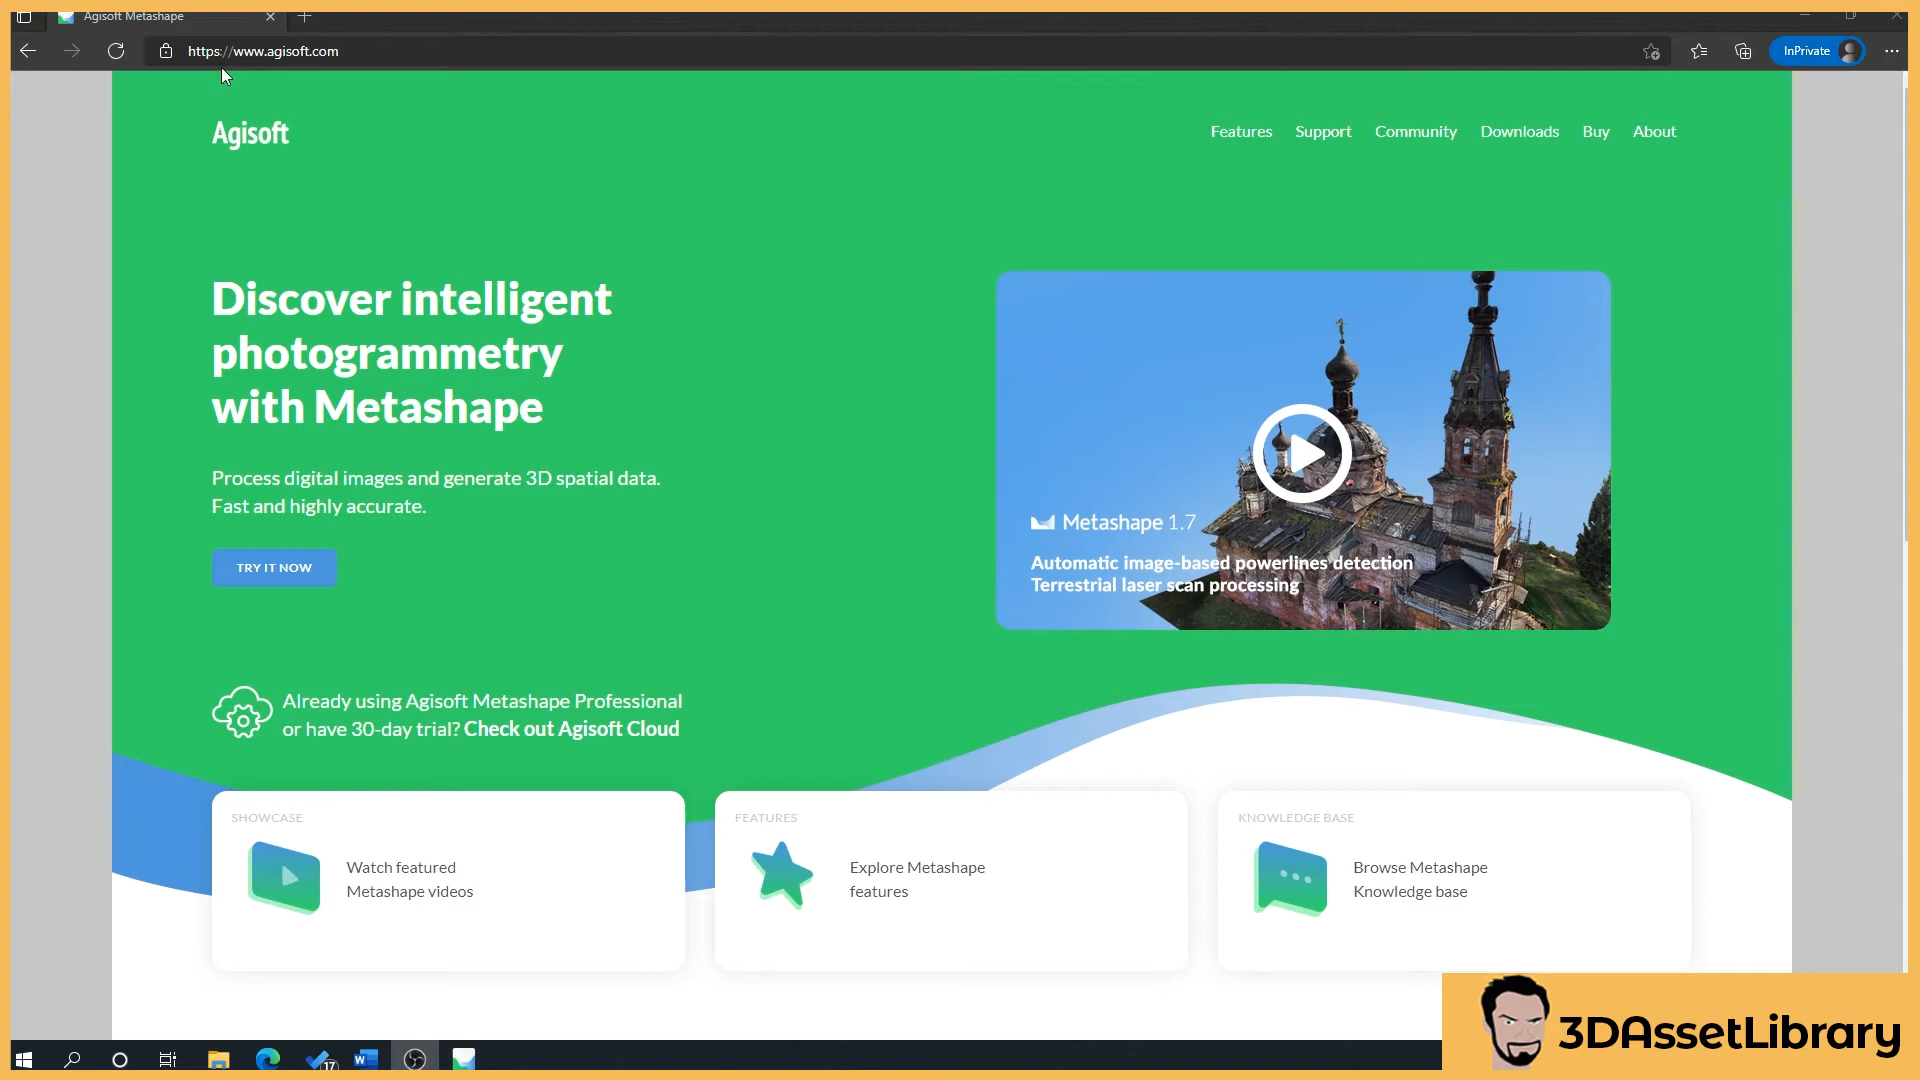 Agisoft Metashape
https://www.agisoft.com
InPrivate
Agisoft
Features Support Community Downloads Buy About
Discover intelligent
photogrammetry
with Metashape
Process digital images and generate 3D spatial data.
Fast and highly accurate.
TRY IT NOW
Metashape 1.7
Automatic image-based powerlines detection
Terrestrial laser scan processing
Already using Agisoft Metashape Professional
or have 30-day trial? Check out Agisoft Cloud
SHOWCASE
Watch featured
Metashape videos
FEATURES
Explore Metashape
features
KNOWLEDGE BASE
Browse Metashape
Knowledge base
17
W
3DAssetLibrary